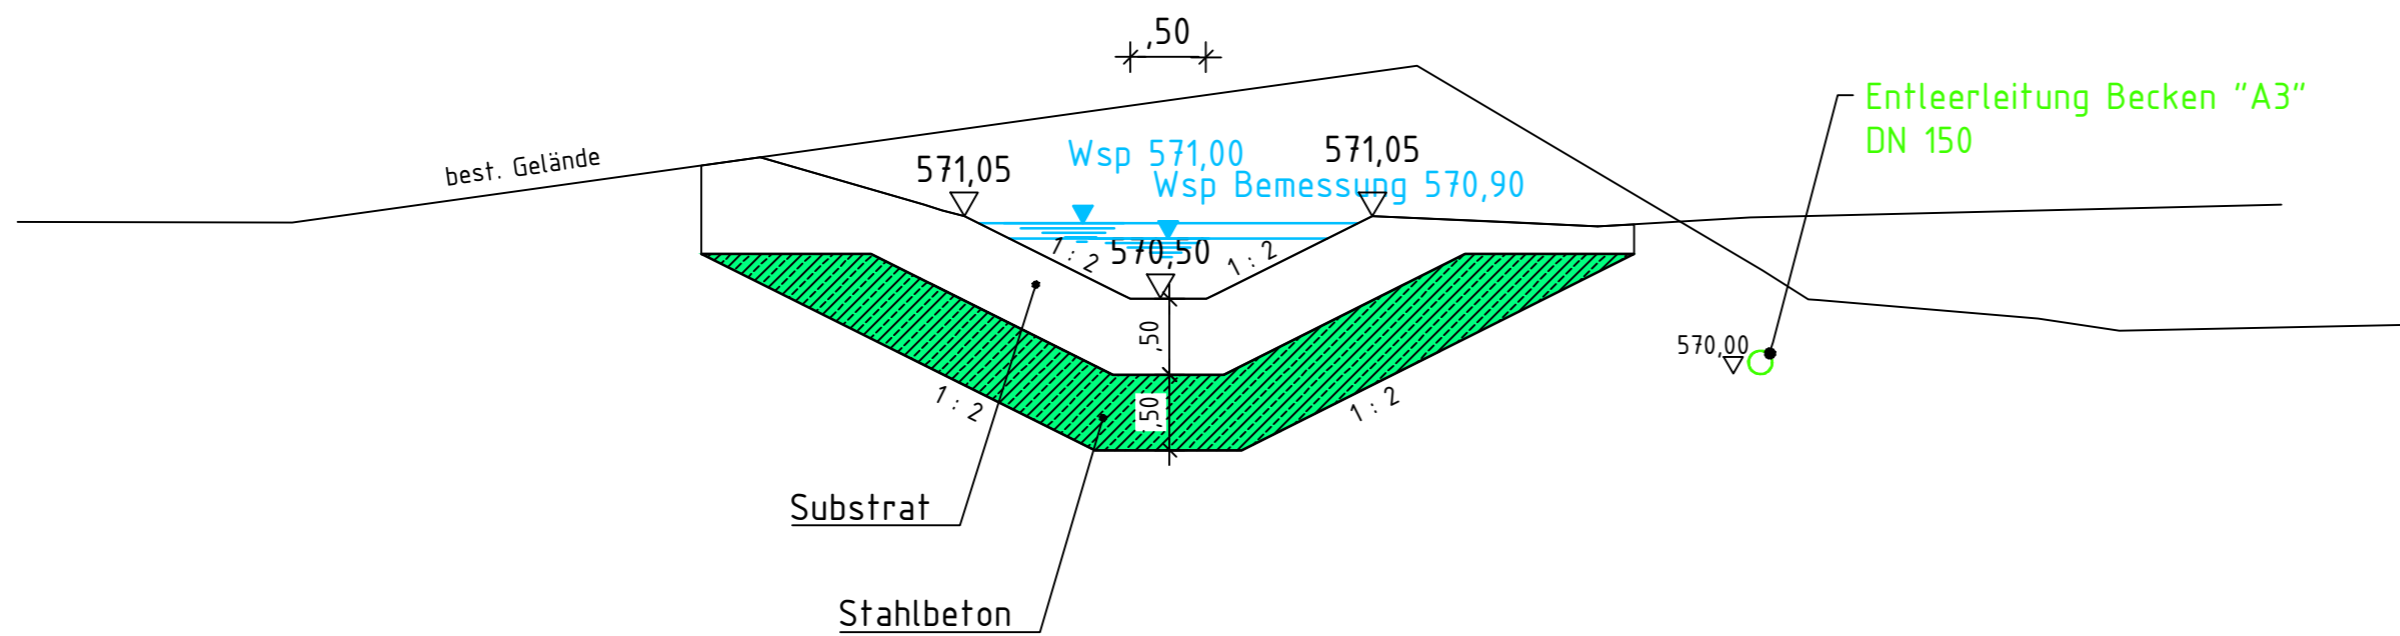 ,50
Entleerleitung Becken "A3"
DN 150
best. Gelände
571,05
Wsp 571,00
571,05
Wsp Bemessung 570,90
1 : 2
570,50
1 : 2
,50
570,00
,50
1 : 2
1 : 2
Substrat
Stahlbeton